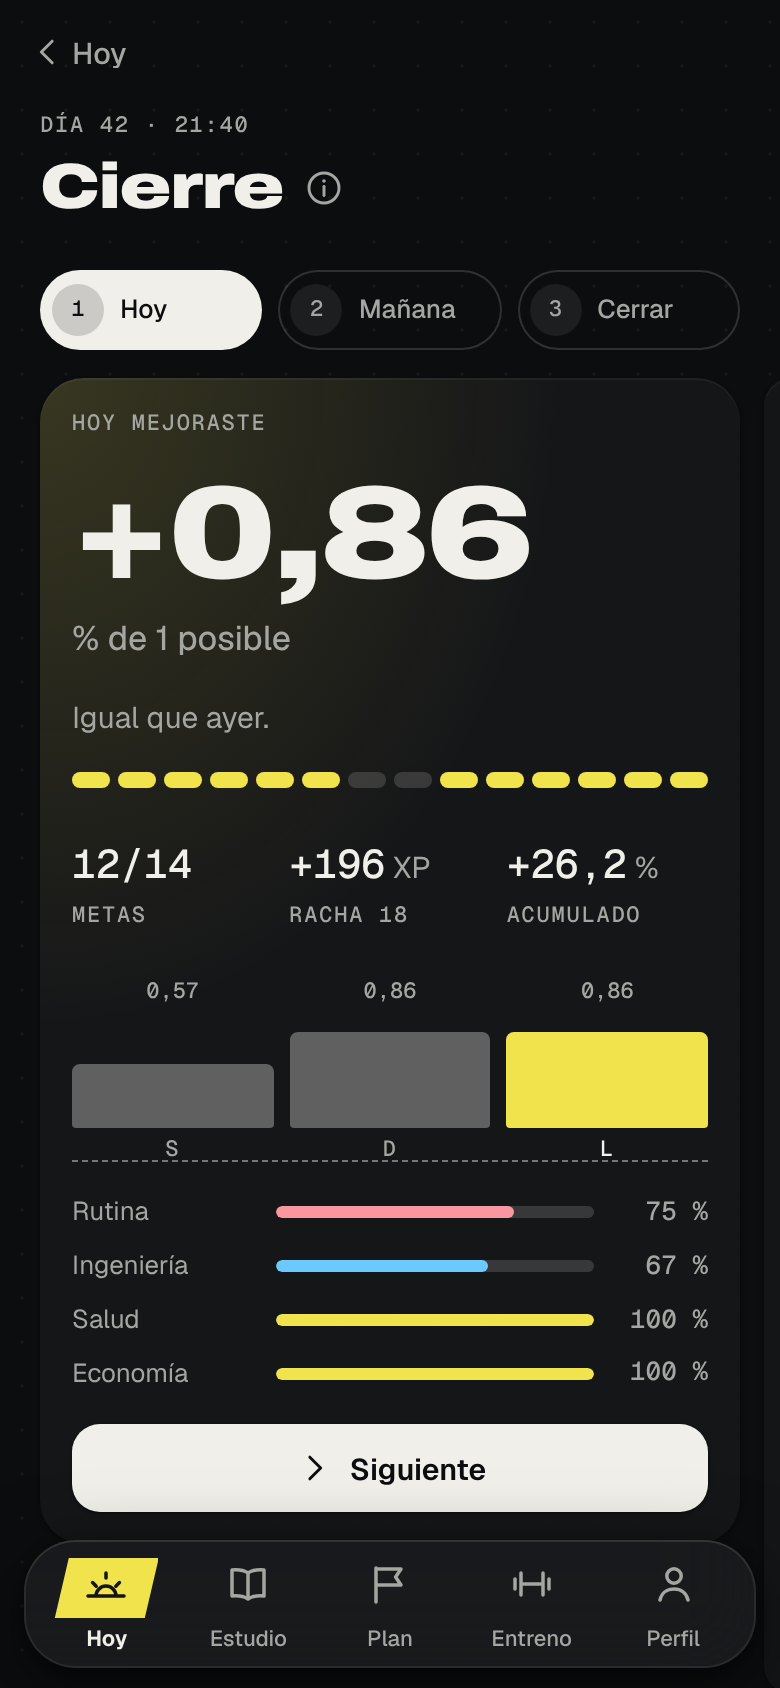 Hoy
DÍA 42 · 21:40
Cierre
1 Hoy
2 Mañana
3 Cerrar
HOY MEJORASTE
+0,86
% de 1 posible
Igual que ayer.
12/14 +196 XP +26,2 %
METAS RACHA 18 ACUMULADO
0,57 0,86 0,86
S D L
Rutina 75 %
Ingeniería 67 %
Salud 100 %
Economía 100 %
Siguiente
Hoy Estudio Plan Entreno Perfil